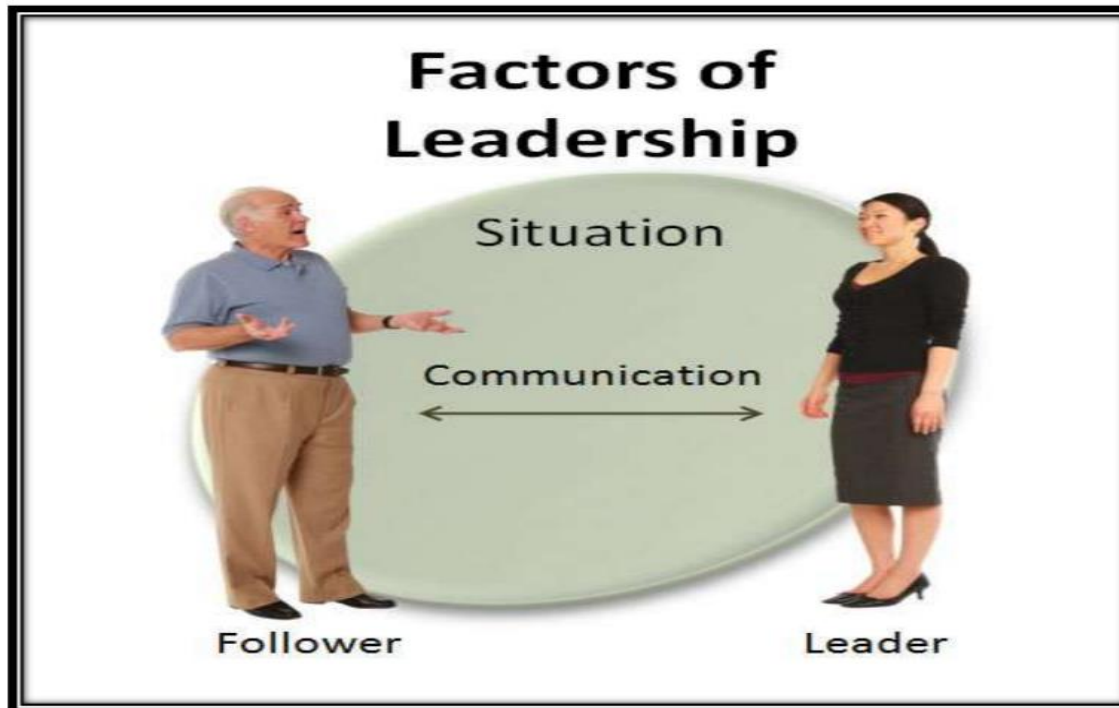 Factors of
Leadership
Situation
Communication
Follower
Leader